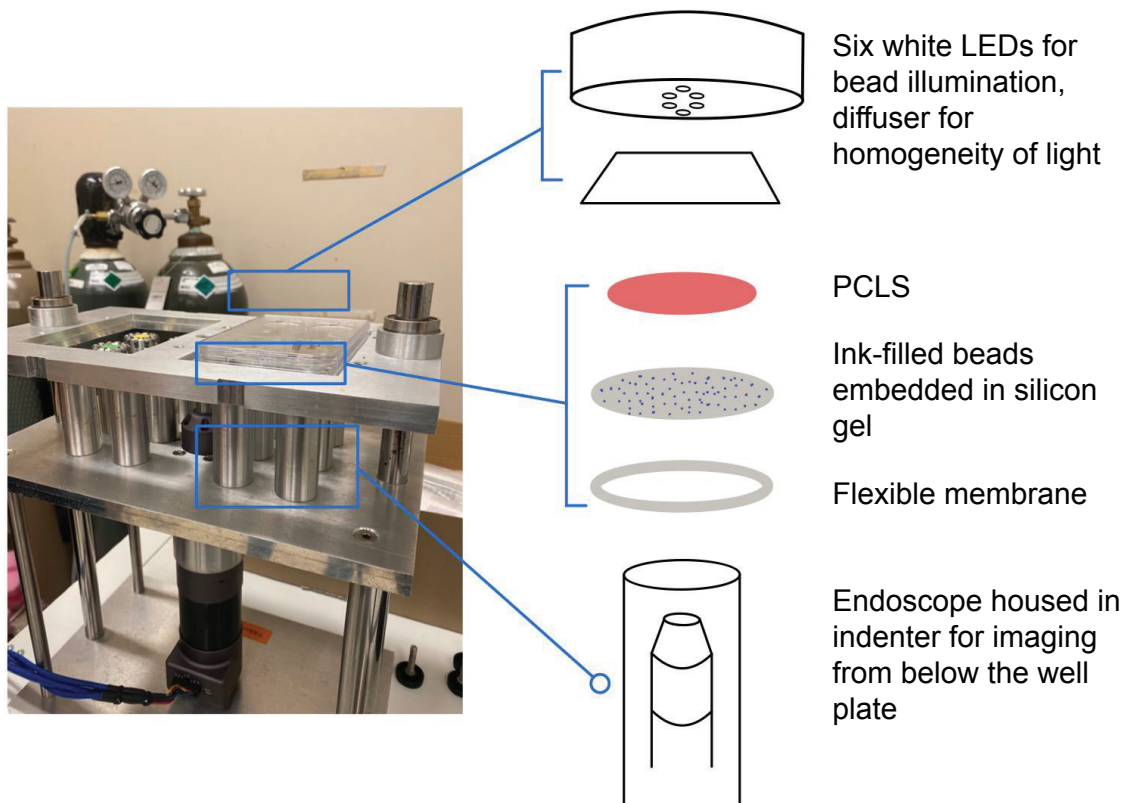 Six white LEDs for
bead illumination,
diffuser for
homogeneity of light
PCLS
Ink-filled beads
embedded in silicon
gel
Flexible membrane
Endoscope housed in
indenter for imaging
from below the well
plate